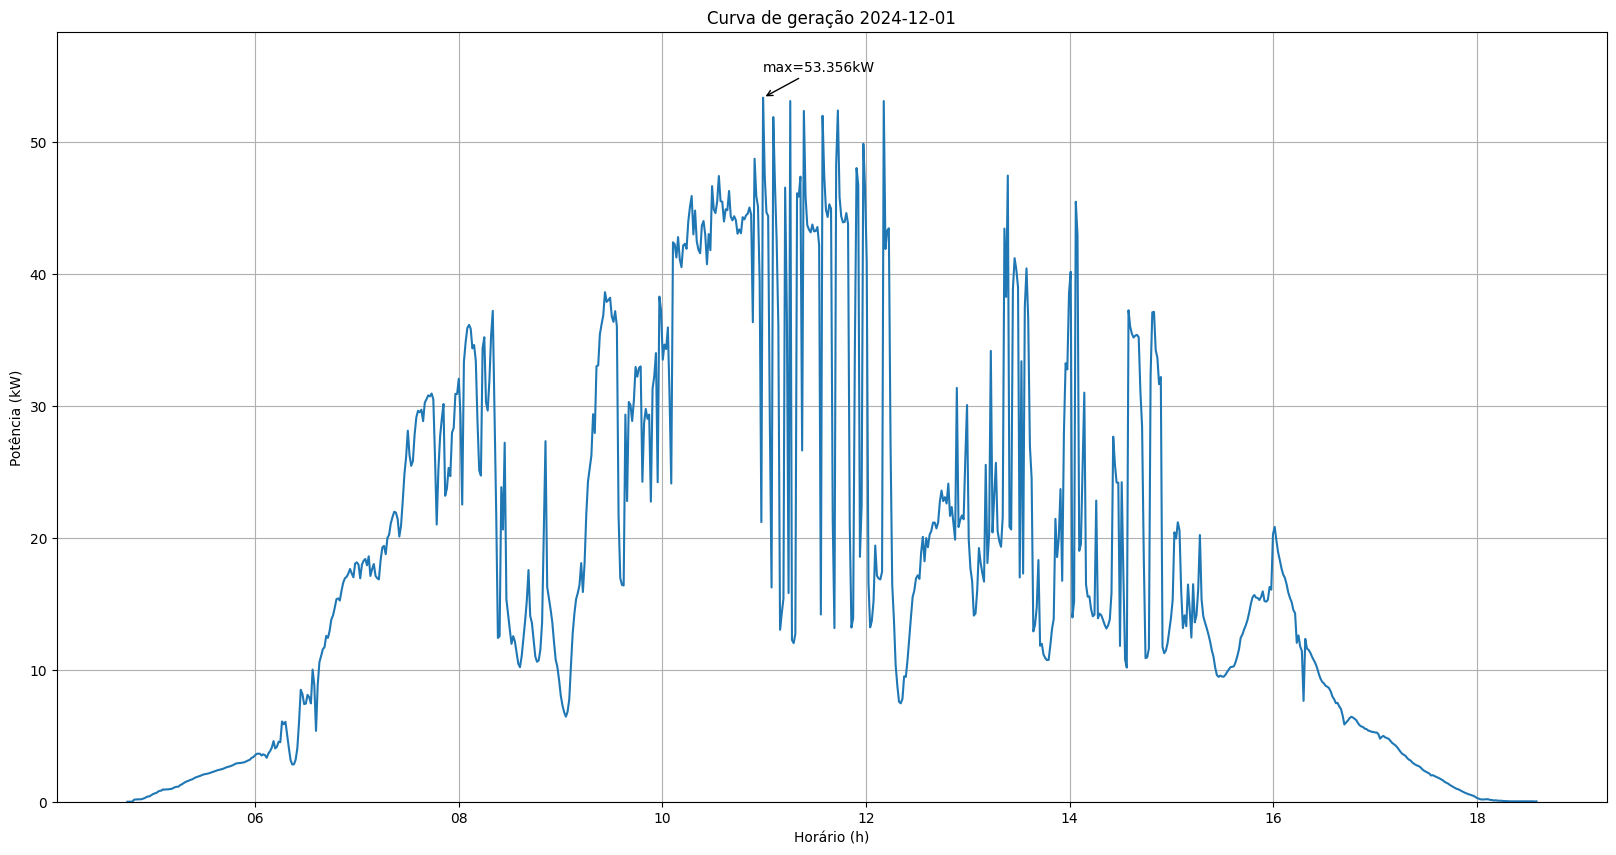 Curva de geração 2024-12-01
max=53.356kW
Potência (kW)
50
40
30
20
10
0
06 08 10 12 14 16 18
Horário (h)